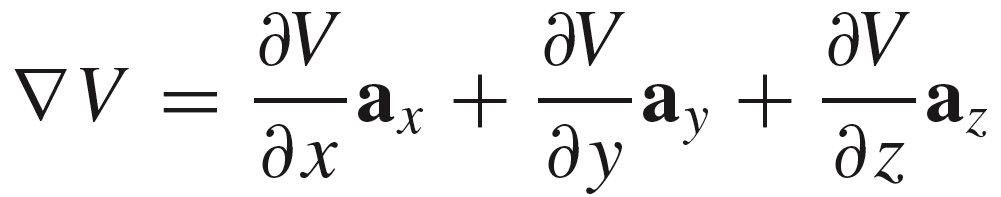 ∇V = ∂V/∂x a_x + ∂V/∂y a_y + ∂V/∂z a_z